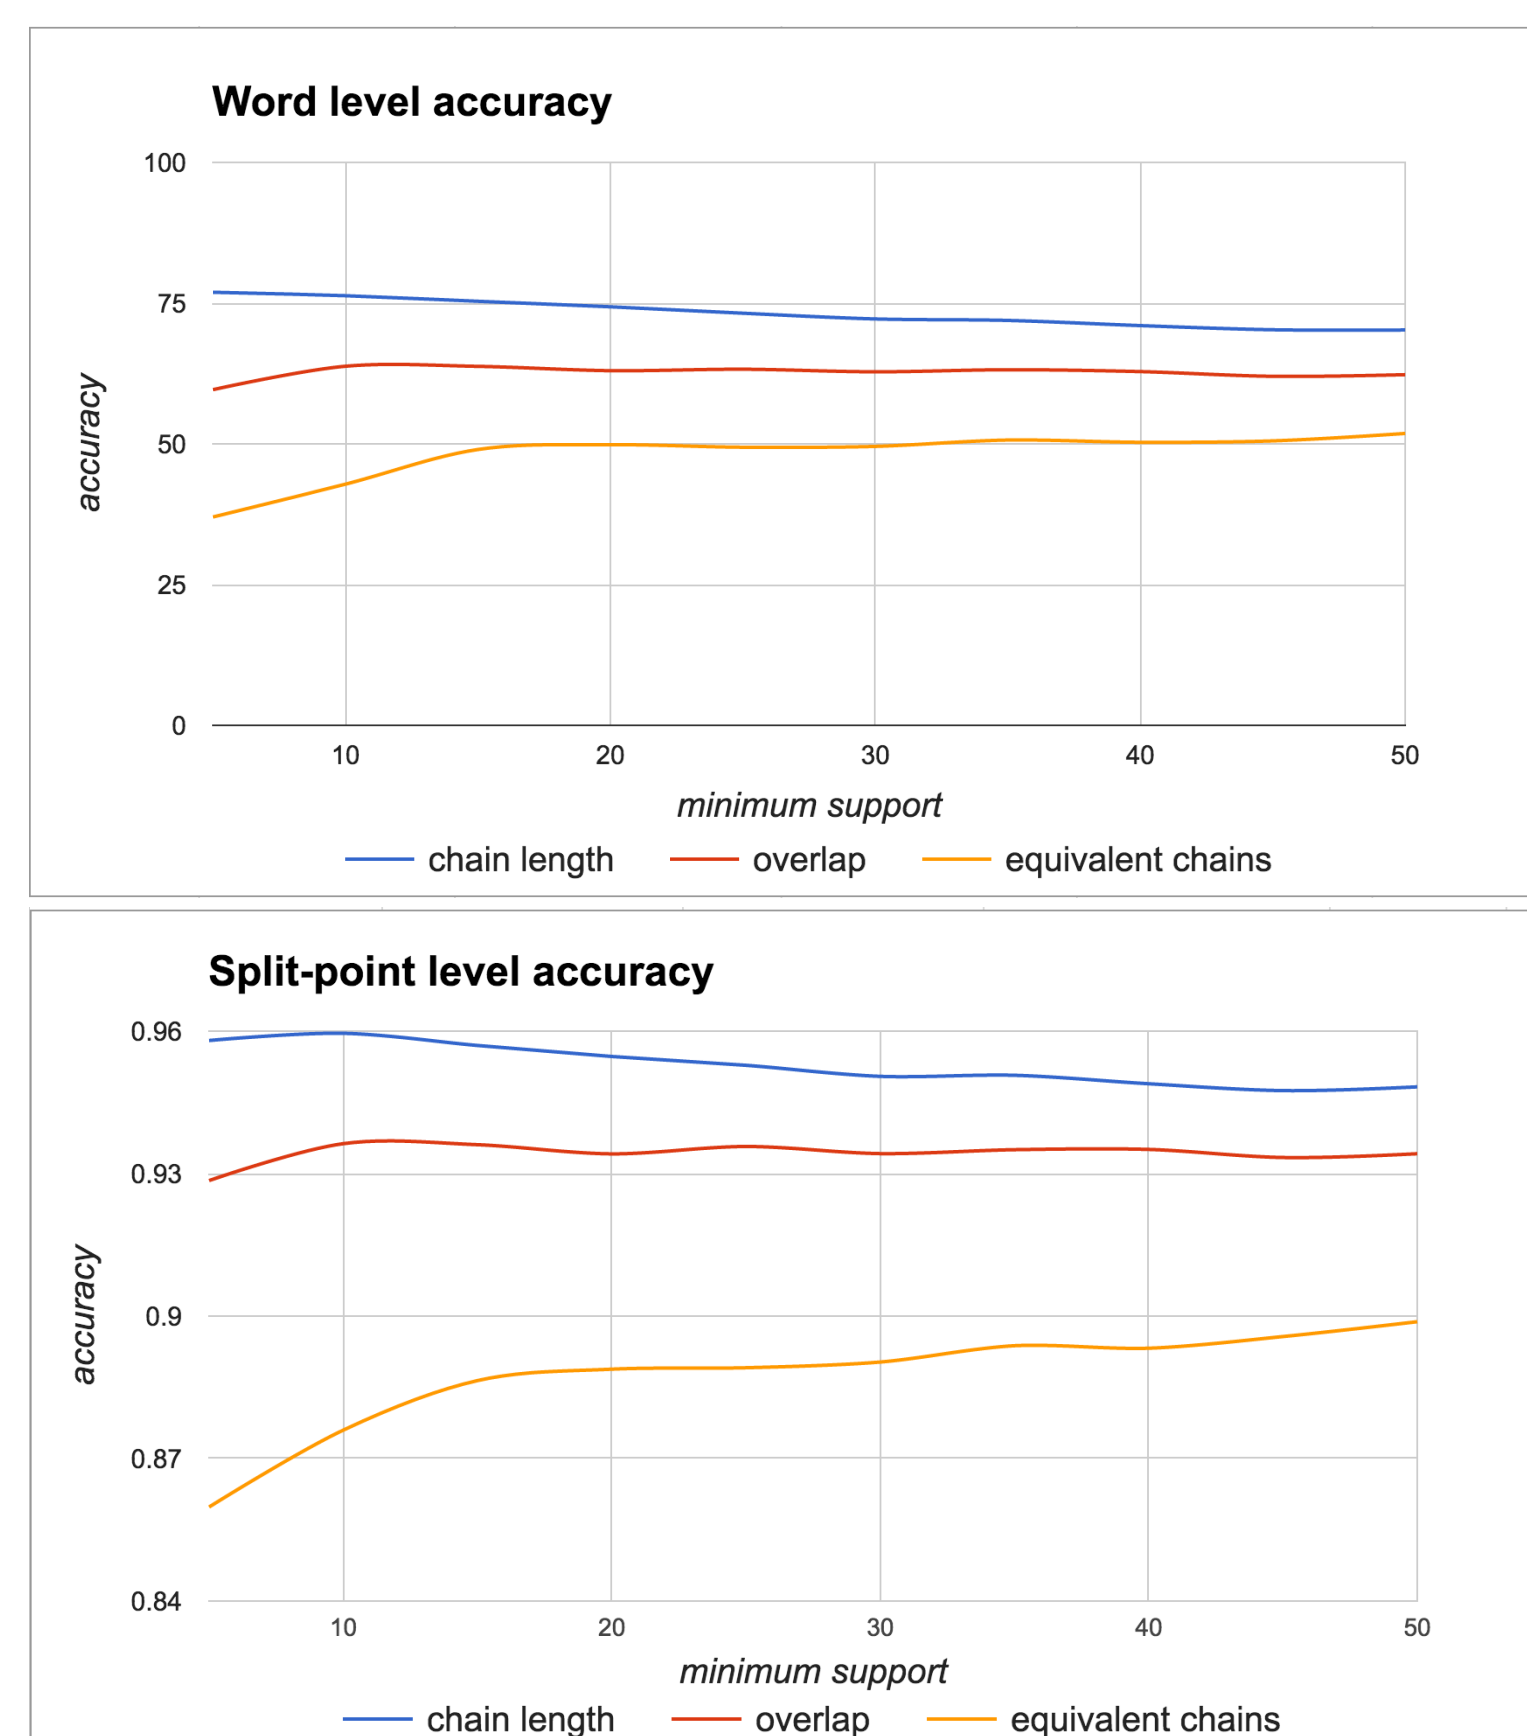 Word level accuracy
100
75
50
25
0
accuracy
10 20 30 40 50
minimum support
chain length overlap equivalent chains
Split-point level accuracy
0.96
0.93
0.9
0.87
0.84
accuracy
10 20 30 40 50
minimum support
chain length overlap equivalent chains